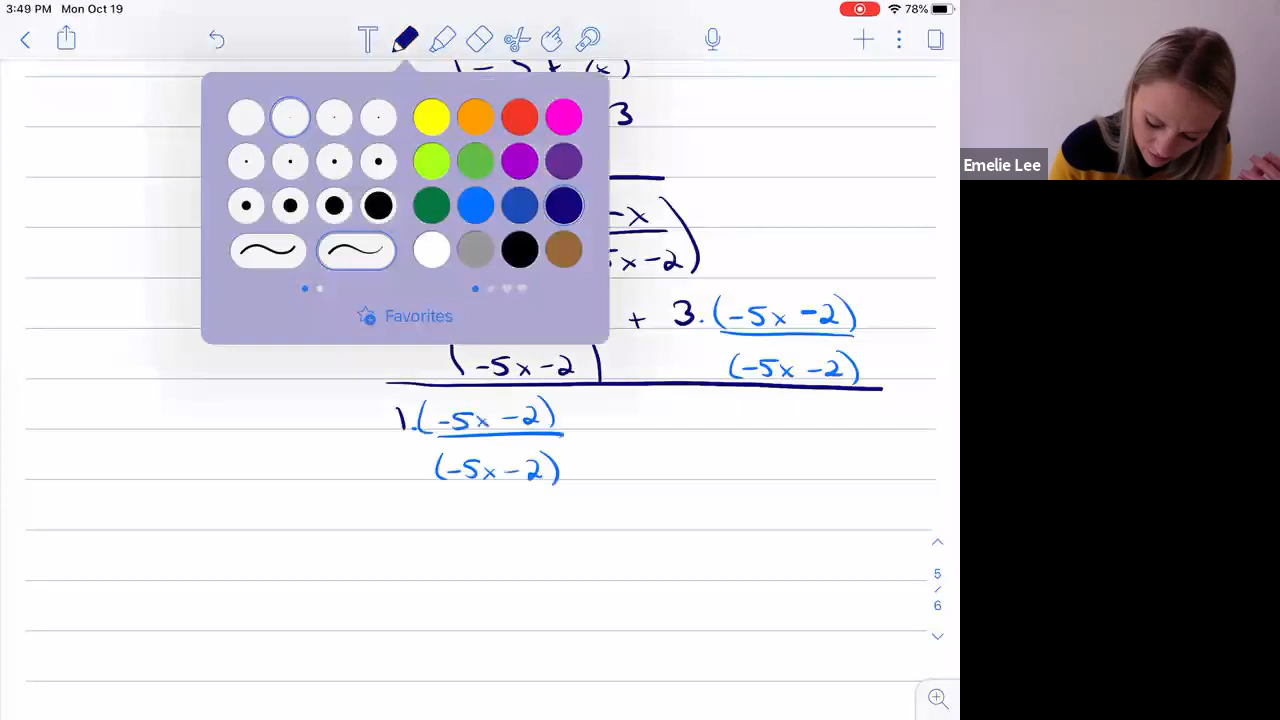 3:49 PM Mon Oct 19 78%
T
3
-x
x-2)
+ 3.(-5x-2)
-5x-2 (-5x-2)
1.(-5x-2)
(-5x-2)
Favorites
5
/
6
Emelie Lee